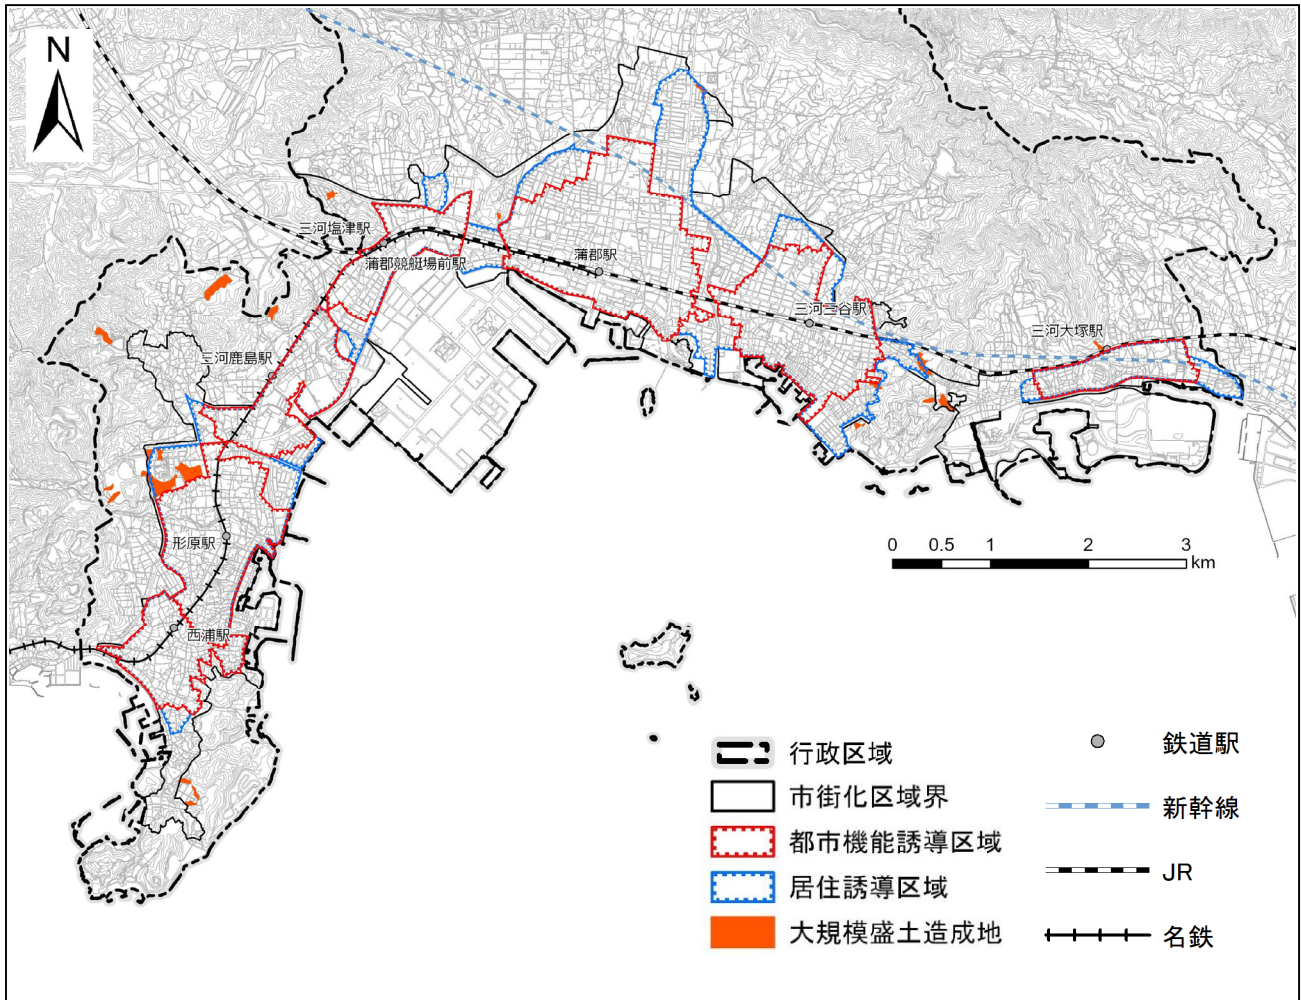 N
三河塩津駅
蒲郡競艇場前駅
蒲郡駅
三河三谷駅
三河大塚駅
三河鹿島駅
形原駅
西浦駅
0 0.5 1 2 3
km
行政区域
市街化区域界
都市機能誘導区域
居住誘導区域
大規模盛土造成地
鉄道駅
新幹線
JR
名鉄